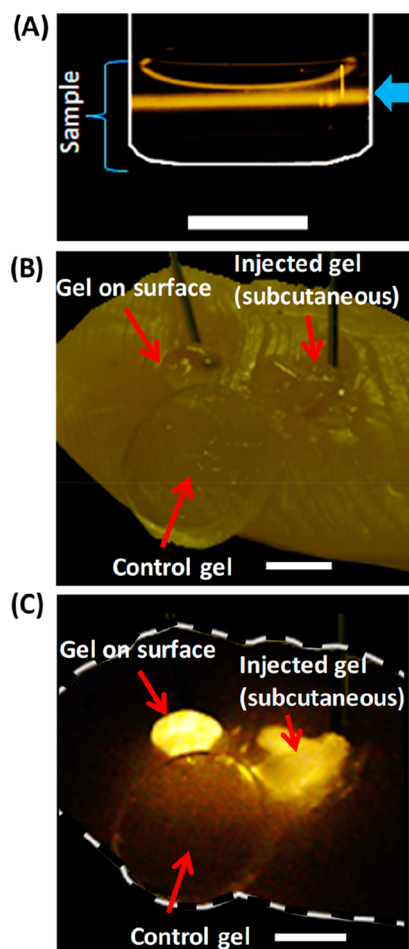 (A)
Sample
(B)
Gel on surface
Injected gel
(subcutaneous)
Control gel
(C)
Gel on surface
Injected gel
(subcutaneous)
Control gel